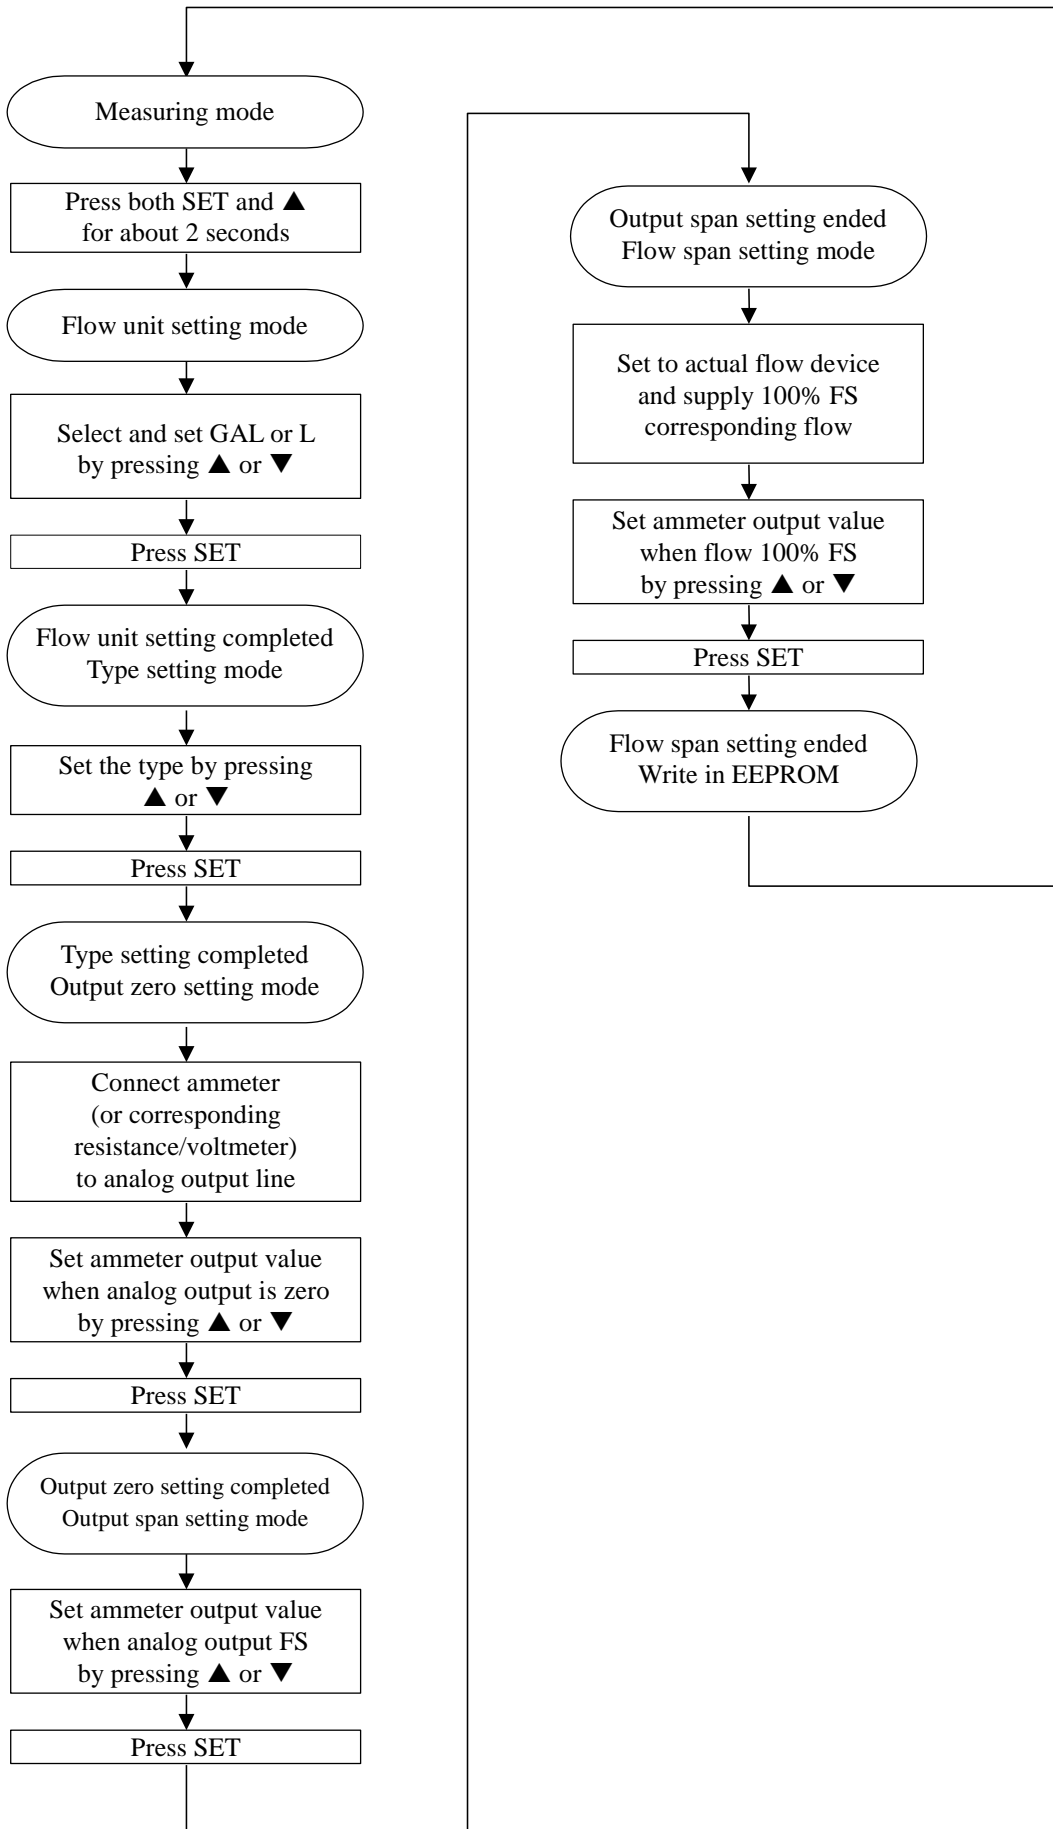 Measuring mode
Press both SET and ▲
for about 2 seconds
Flow unit setting mode
Select and set GAL or L
by pressing ▲ or ▼
Press SET
Flow unit setting completed
Type setting mode
Set the type by pressing
▲ or ▼
Press SET
Type setting completed
Output zero setting mode
Connect ammeter
(or corresponding
resistance/voltmeter)
to analog output line
Set ammeter output value
when analog output is zero
by pressing ▲ or ▼
Press SET
Output zero setting completed
Output span setting mode
Set ammeter output value
when analog output FS
by pressing ▲ or ▼
Press SET
Output span setting ended
Flow span setting mode
Set to actual flow device
and supply 100% FS
corresponding flow
Set ammeter output value
when flow 100% FS
by pressing ▲ or ▼
Press SET
Flow span setting ended
Write in EEPROM